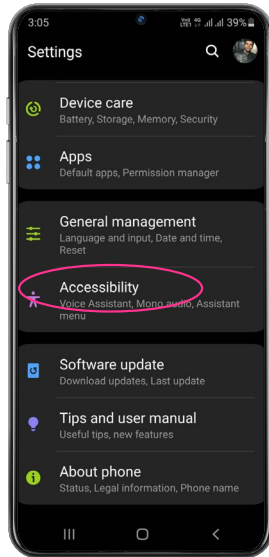 3:05 39%
Settings
Device care
Battery, Storage, Memory, Security
Apps
Default apps, Permission manager
General management
Language and input, Date and time,
Reset
Accessibility
Voice Assistant, Mono audio, Assistant
menu
Software update
Download updates, Last update
Tips and user manual
Useful tips, new features
About phone
Status, Legal information, Phone name